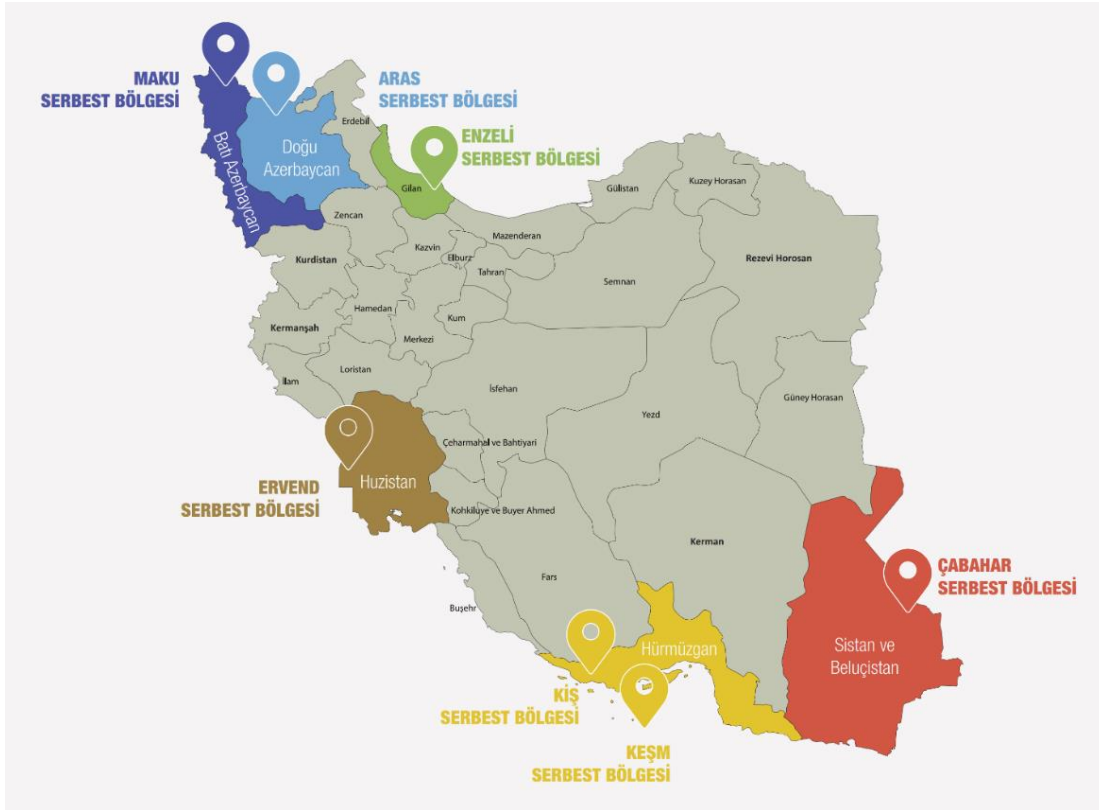 MAKU
SERBEST BÖLGESİ
ARAS
SERBEST BÖLGESİ
ENZELİ
SERBEST BÖLGESİ
Batı Azerbaycan
Doğu
Azerbaycan
Erdebil
Gilan
Zencan
Kazvin
Elburz
Tahran
Mazenderan
Gülistan
Kuzey Horasan
Rezevi Horosan
Semnan
Kurdistan
Hamedan
Kum
Merkezi
Kermanşah
İllam
Loristan
İsfehan
Yezd
Güney Horasan
Çeharmahal ve Bahtiyari
Huzistan
ERVEND
SERBEST BÖLGESİ
Kohkiluye ve Buyer Ahmed
Kerman
Fars
Buşehr
ÇABAHAR
SERBEST BÖLGESİ
Sistan ve
Beluçistan
Hürmüzgan
KİŞ
SERBEST BÖLGESİ
KEŞM
SERBEST BÖLGESİ